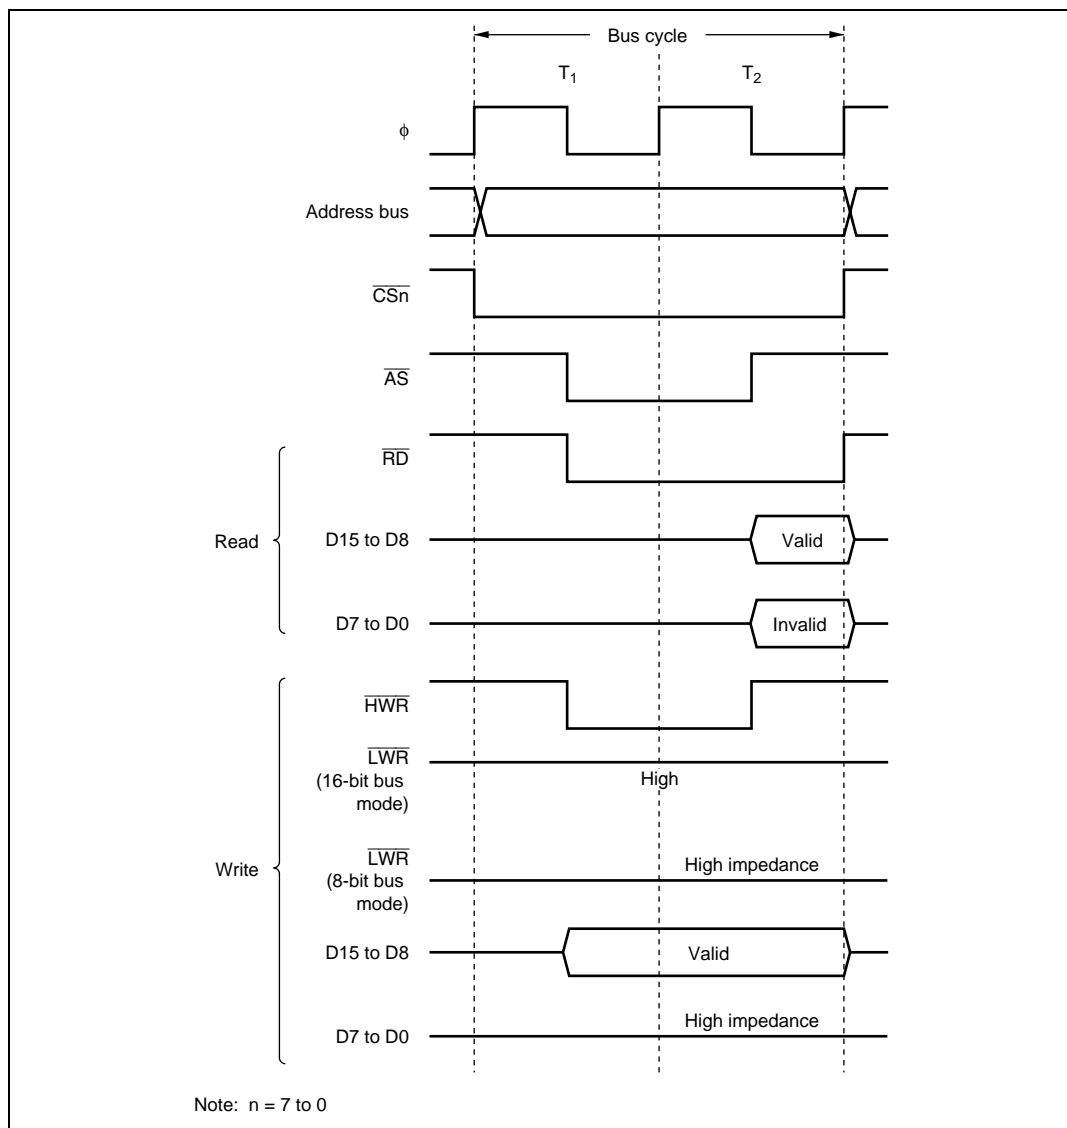 Bus cycle
T1 T2
ϕ
Address bus
CSn
AS
RD
Read
D15 to D8 Valid
D7 to D0 Invalid
HWR
LWR
(16-bit bus
mode)
High
Write
LWR
(8-bit bus
mode)
High impedance
D15 to D8 Valid
D7 to D0 High impedance
Note: n = 7 to 0